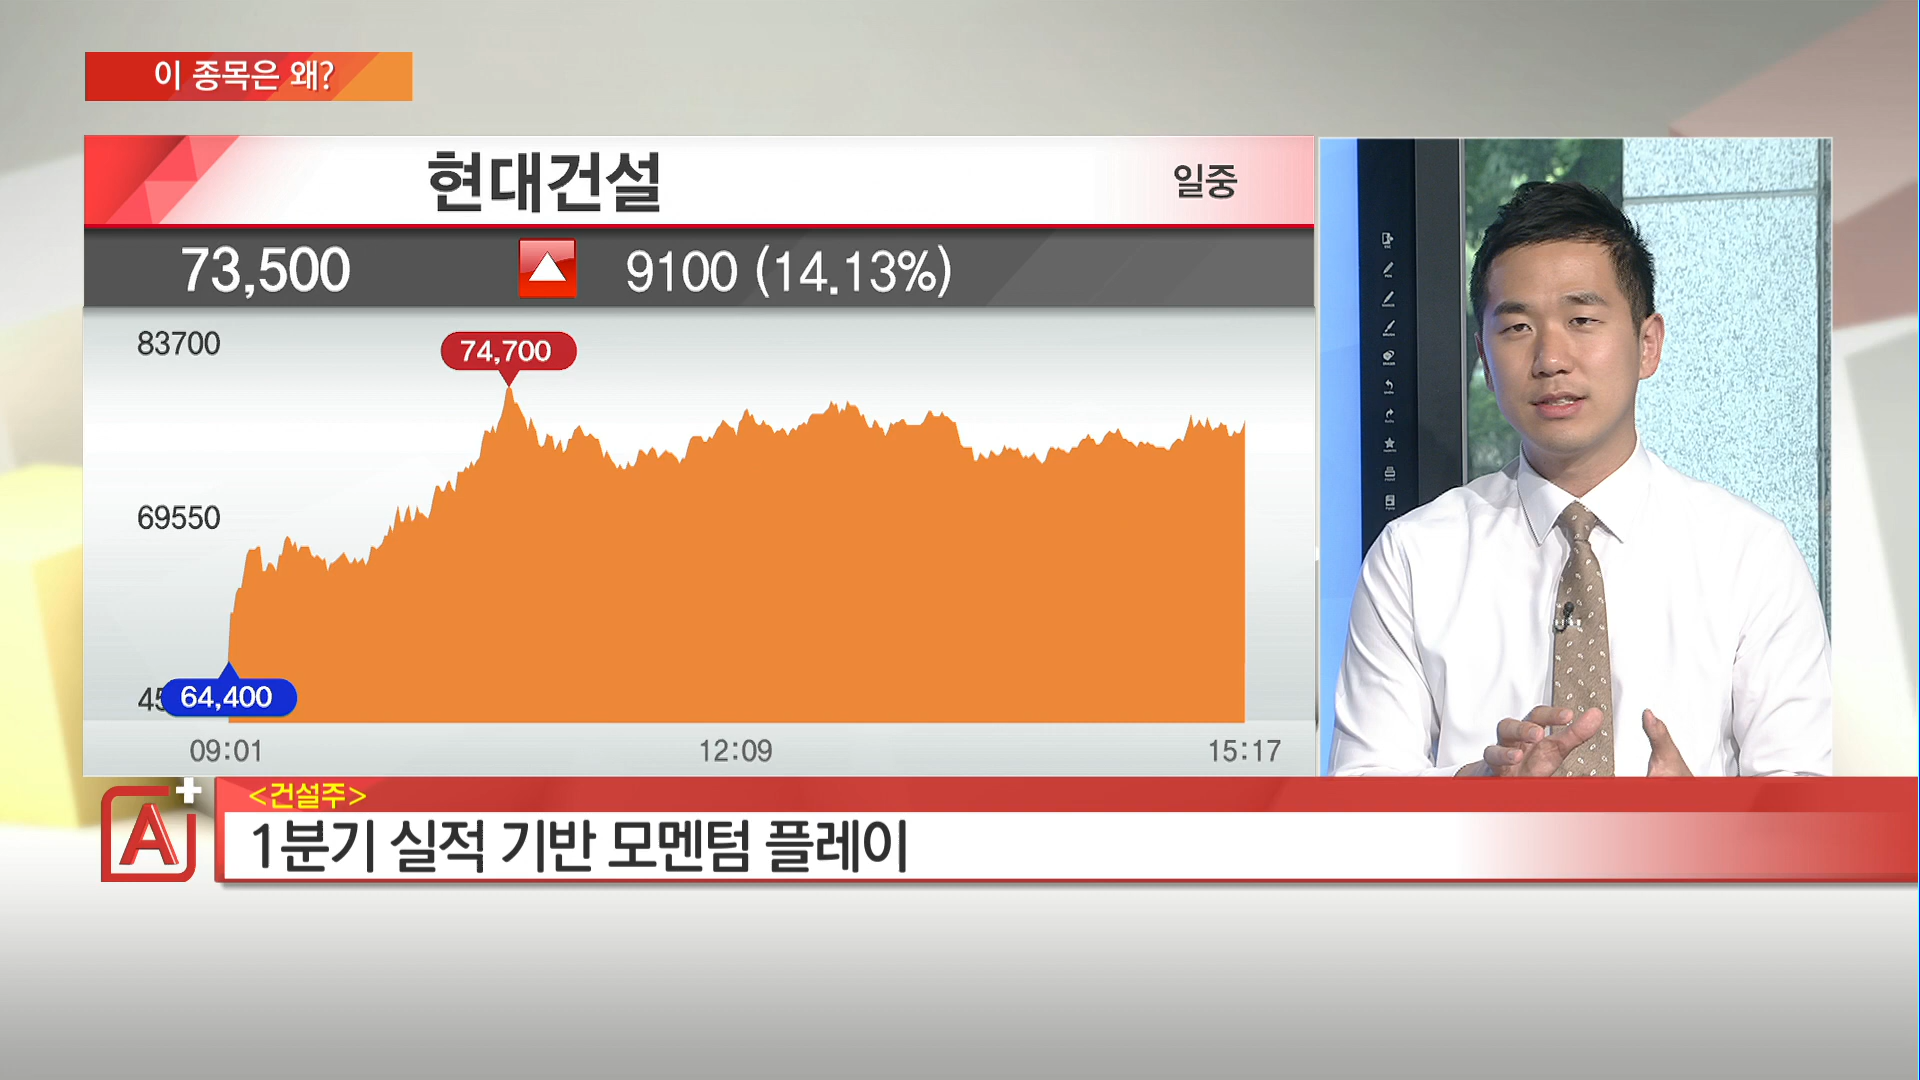 이 종목은 왜?
현대건설
일중
73,500
9100 (14.13%)
83700
74,700
69550
45
64,400
09:01
12:09
15:17
A+
<건설주>
1분기 실적 기반 모멘텀 플레이